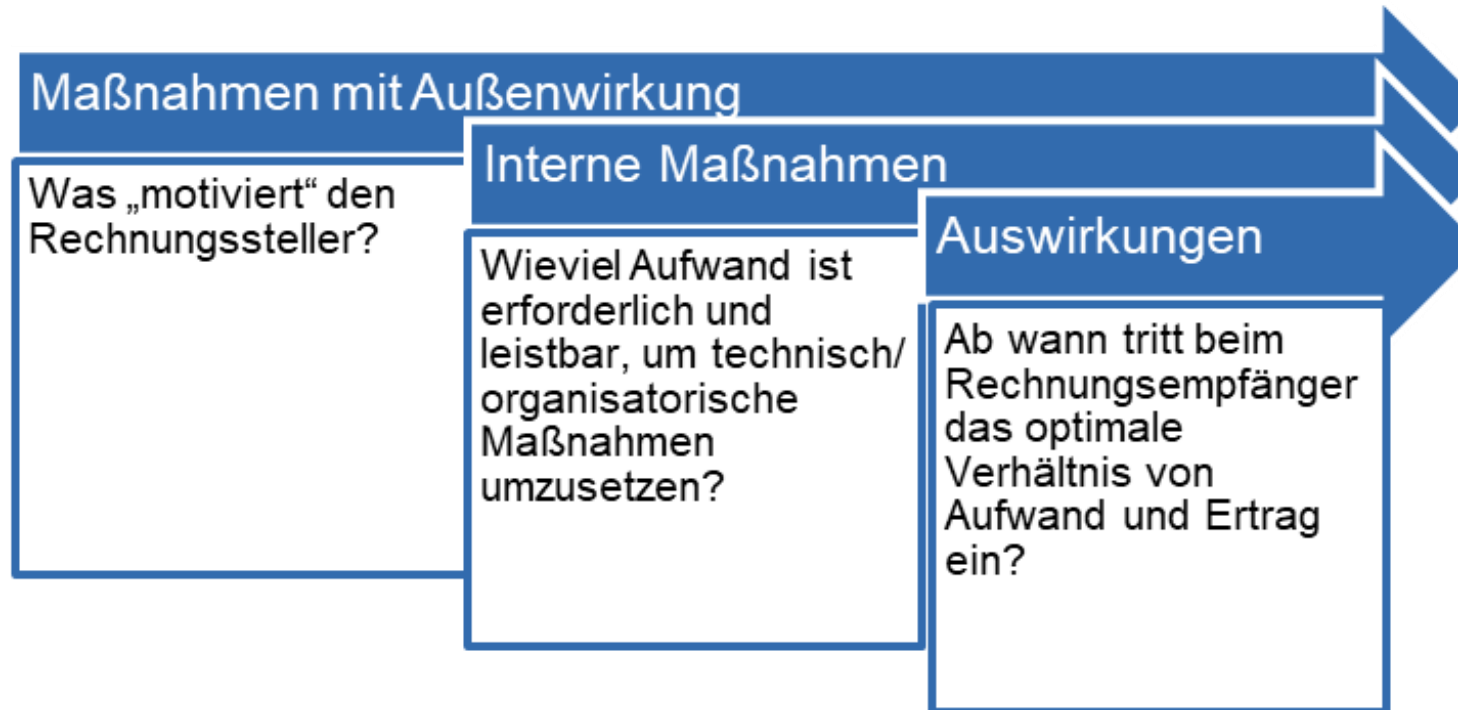 Maßnahmen mit Außenwirkung
Was „motiviert“ den
Rechnungssteller?
Interne Maßnahmen
Wieviel Aufwand ist
erforderlich und
leistbar, um technisch/
organisatorische
Maßnahmen
umzusetzen?
Auswirkungen
Ab wann tritt beim
Rechnungsempfänger
das optimale
Verhältnis von
Aufwand und Ertrag
ein?